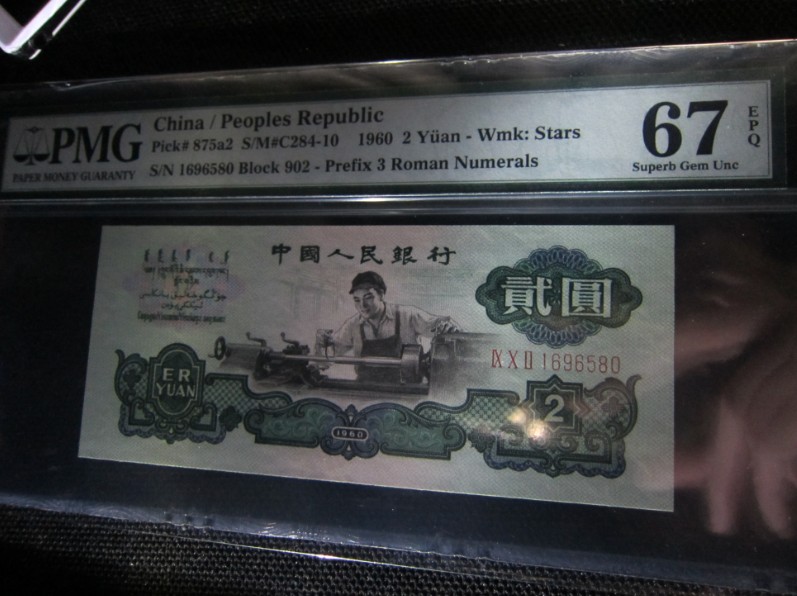 PMG
PAPER MONEY GUARANTY
China / Peoples Republic
Pick# 875a2 S/M#C284-10 1960 2 Yüan - Wmk: Stars
S/N 1696580 Block 902 - Prefix 3 Roman Numerals
67
EPQ
Superb Gem Unc
中國人民銀行
貳圓
ⅨⅩⅡ 1696580
ER
YUAN
1960
2